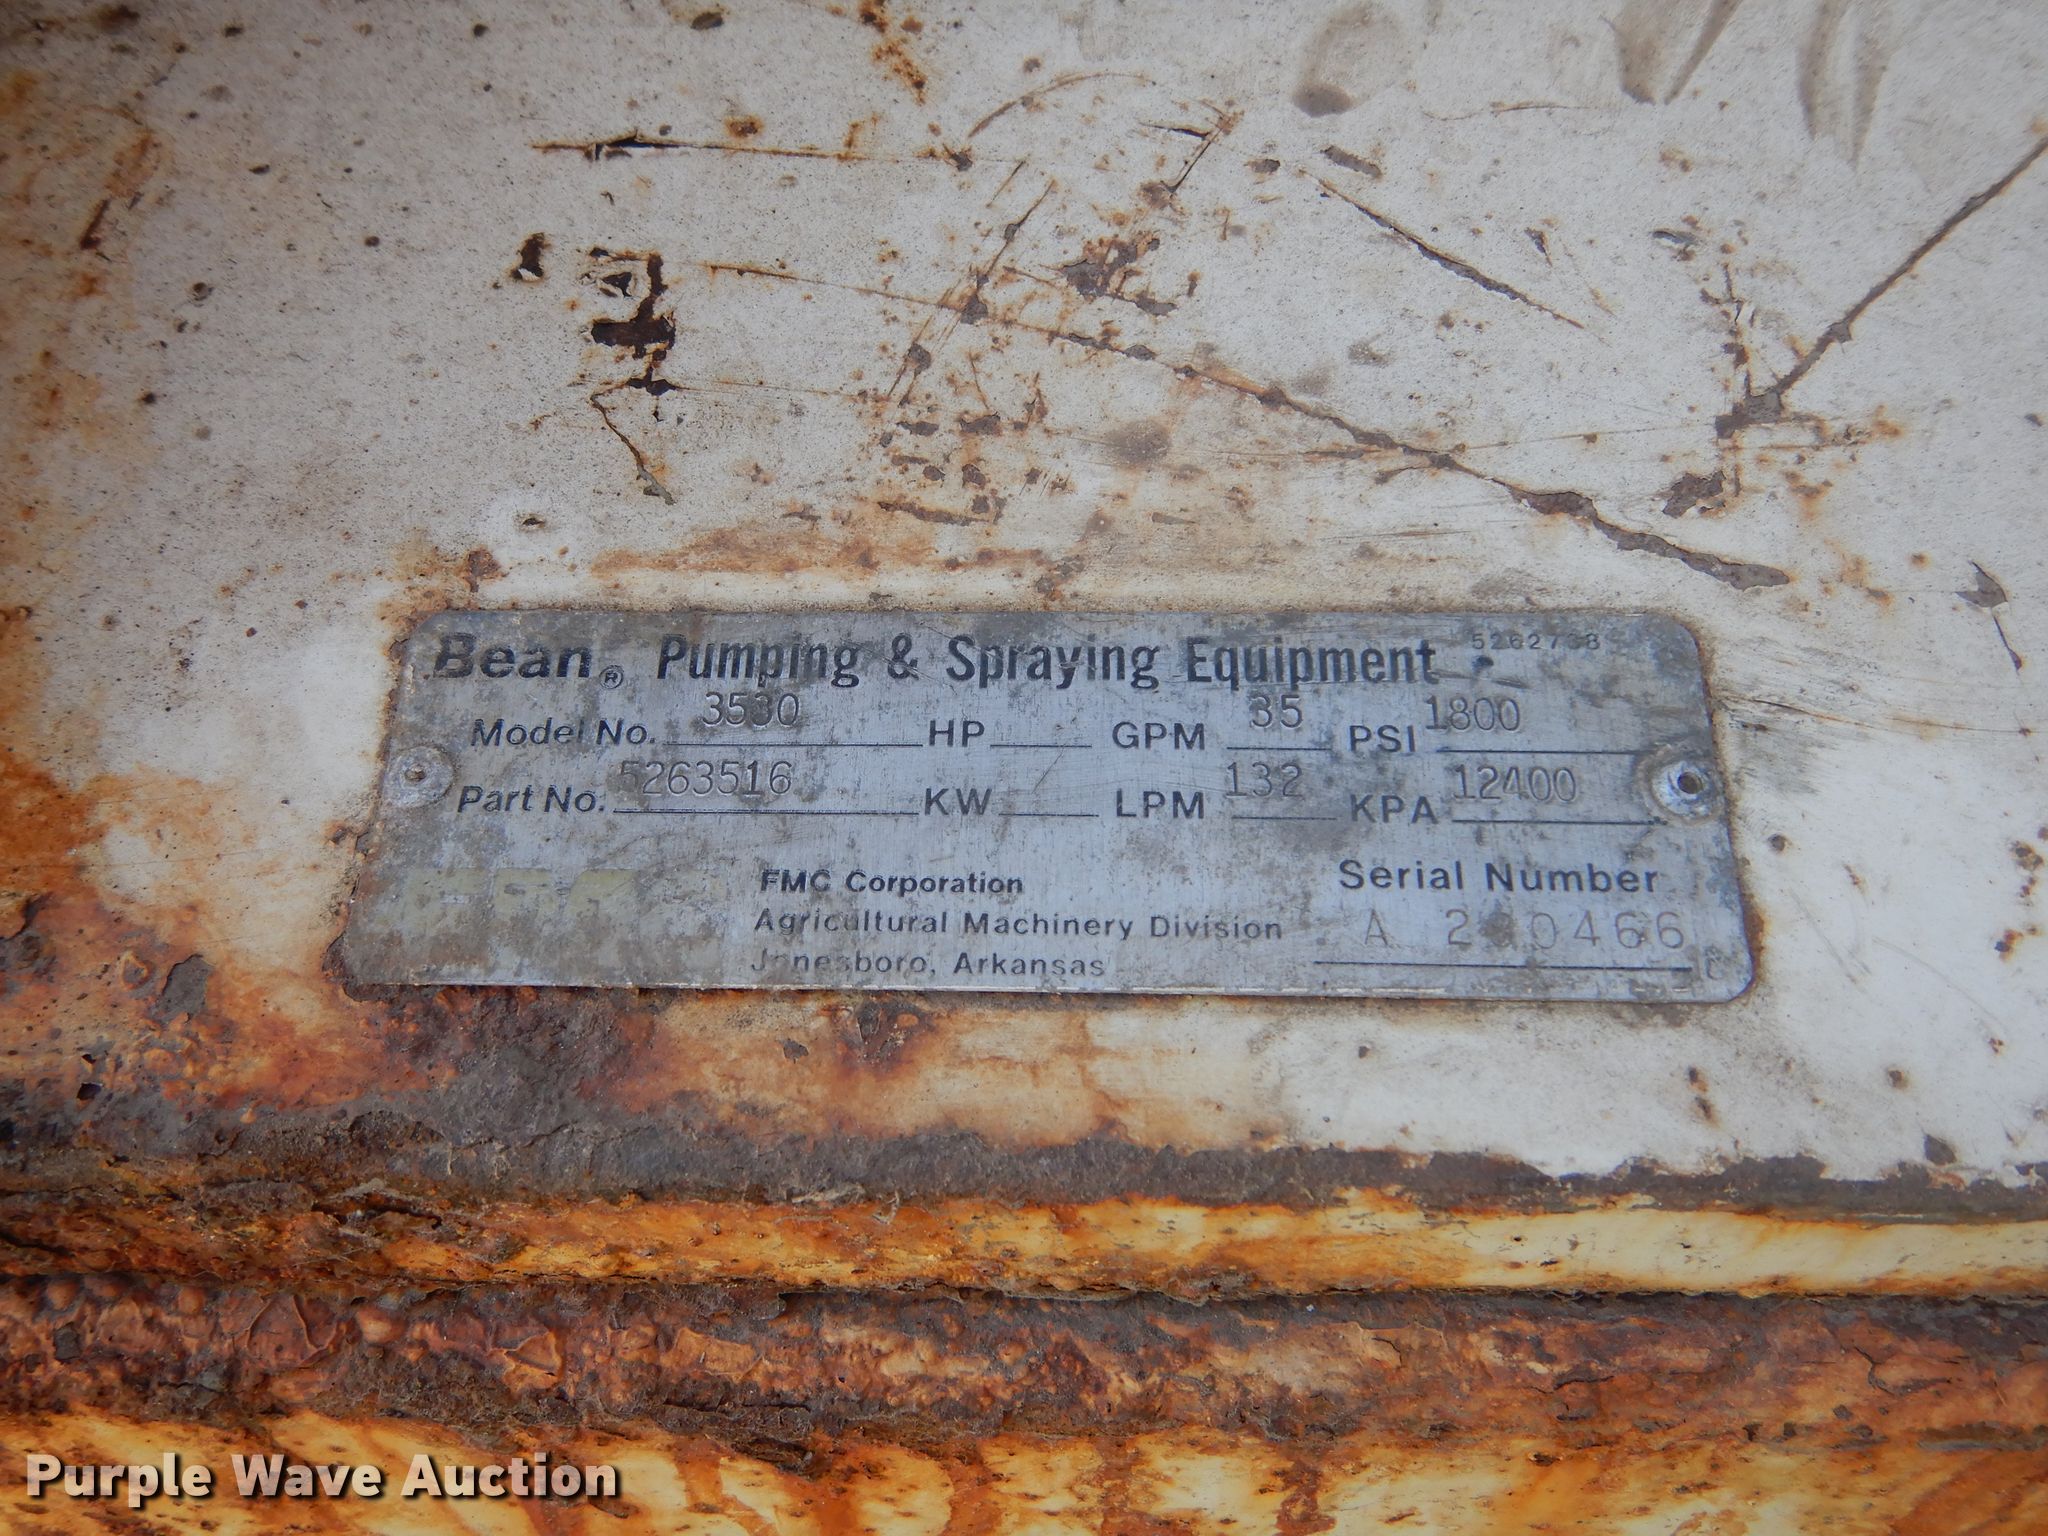 Bean® Pumping & Spraying Equipment
Model No. 3530 HP GPM 35 PSI 1800
Part No. 5263516 KW LPM 132 KPA 12400
FMC Corporation Serial Number
Agricultural Machinery Division A
Jonesboro, Arkansas
Purple Wave Auction